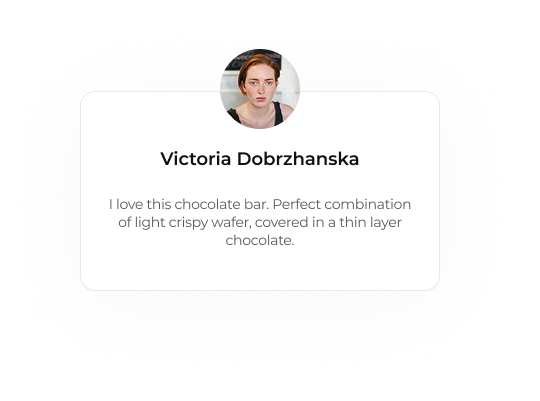 Victoria Dobrzhanska
I love this chocolate bar. Perfect combination
of light crispy wafer, covered in a thin layer
chocolate.